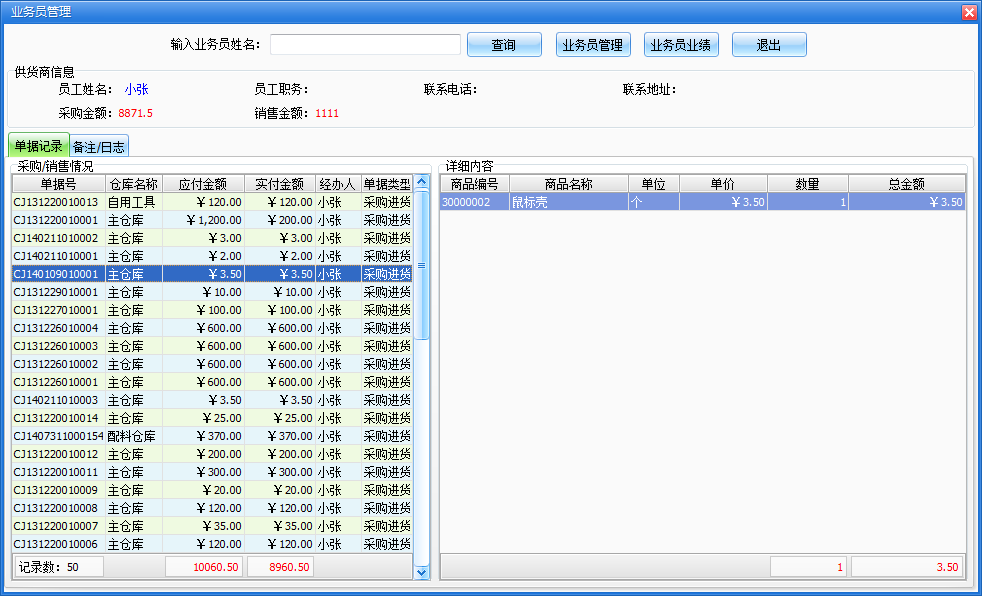 业务员管理
输入业务员姓名： 查询 业务员管理 业务员业绩 退出
供货商信息
员工姓名： 小张 员工职务： 联系电话： 联系地址：
采购金额：8871.5 销售金额：1111
单据记录 备注/日志
采购/销售情况
单据号 仓库名称 应付金额 实付金额 经办人 单据类型
CJ131220010013 自用工具 ￥120.00 ￥120.00 小张 采购进货
CJ131220010001 主仓库 ￥1,200.00 ￥200.00 小张 采购进货
CJ140211010002 主仓库 ￥3.00 ￥3.00 小张 采购进货
CJ140211010001 主仓库 ￥2.00 ￥2.00 小张 采购进货
CJ140109010001 主仓库 ￥3.50 ￥3.50 小张 采购进货
CJ131229010001 主仓库 ￥10.00 ￥10.00 小张 采购进货
CJ131227010001 主仓库 ￥100.00 ￥100.00 小张 采购进货
CJ131226010004 主仓库 ￥600.00 ￥600.00 小张 采购进货
CJ131226010003 主仓库 ￥600.00 ￥600.00 小张 采购进货
CJ131226010002 主仓库 ￥600.00 ￥600.00 小张 采购进货
CJ131226010001 主仓库 ￥600.00 ￥600.00 小张 采购进货
CJ140211010003 主仓库 ￥3.50 ￥3.50 小张 采购进货
CJ131220010014 主仓库 ￥25.00 ￥25.00 小张 采购进货
CJ1407311000154 配料仓库 ￥370.00 ￥370.00 小张 采购进货
CJ131220010012 主仓库 ￥200.00 ￥200.00 小张 采购进货
CJ131220010011 主仓库 ￥300.00 ￥300.00 小张 采购进货
CJ131220010009 主仓库 ￥20.00 ￥20.00 小张 采购进货
CJ131220010008 主仓库 ￥120.00 ￥120.00 小张 采购进货
CJ131220010007 主仓库 ￥35.00 ￥35.00 小张 采购进货
CJ131220010006 主仓库 ￥120.00 ￥120.00 小张 采购进货
记录数：50 10060.50 8960.50
详细内容
商品编号 商品名称 单位 单价 数量 总金额
30000002 鼠标壳 个 ￥3.50 1 ￥3.50
1 3.50